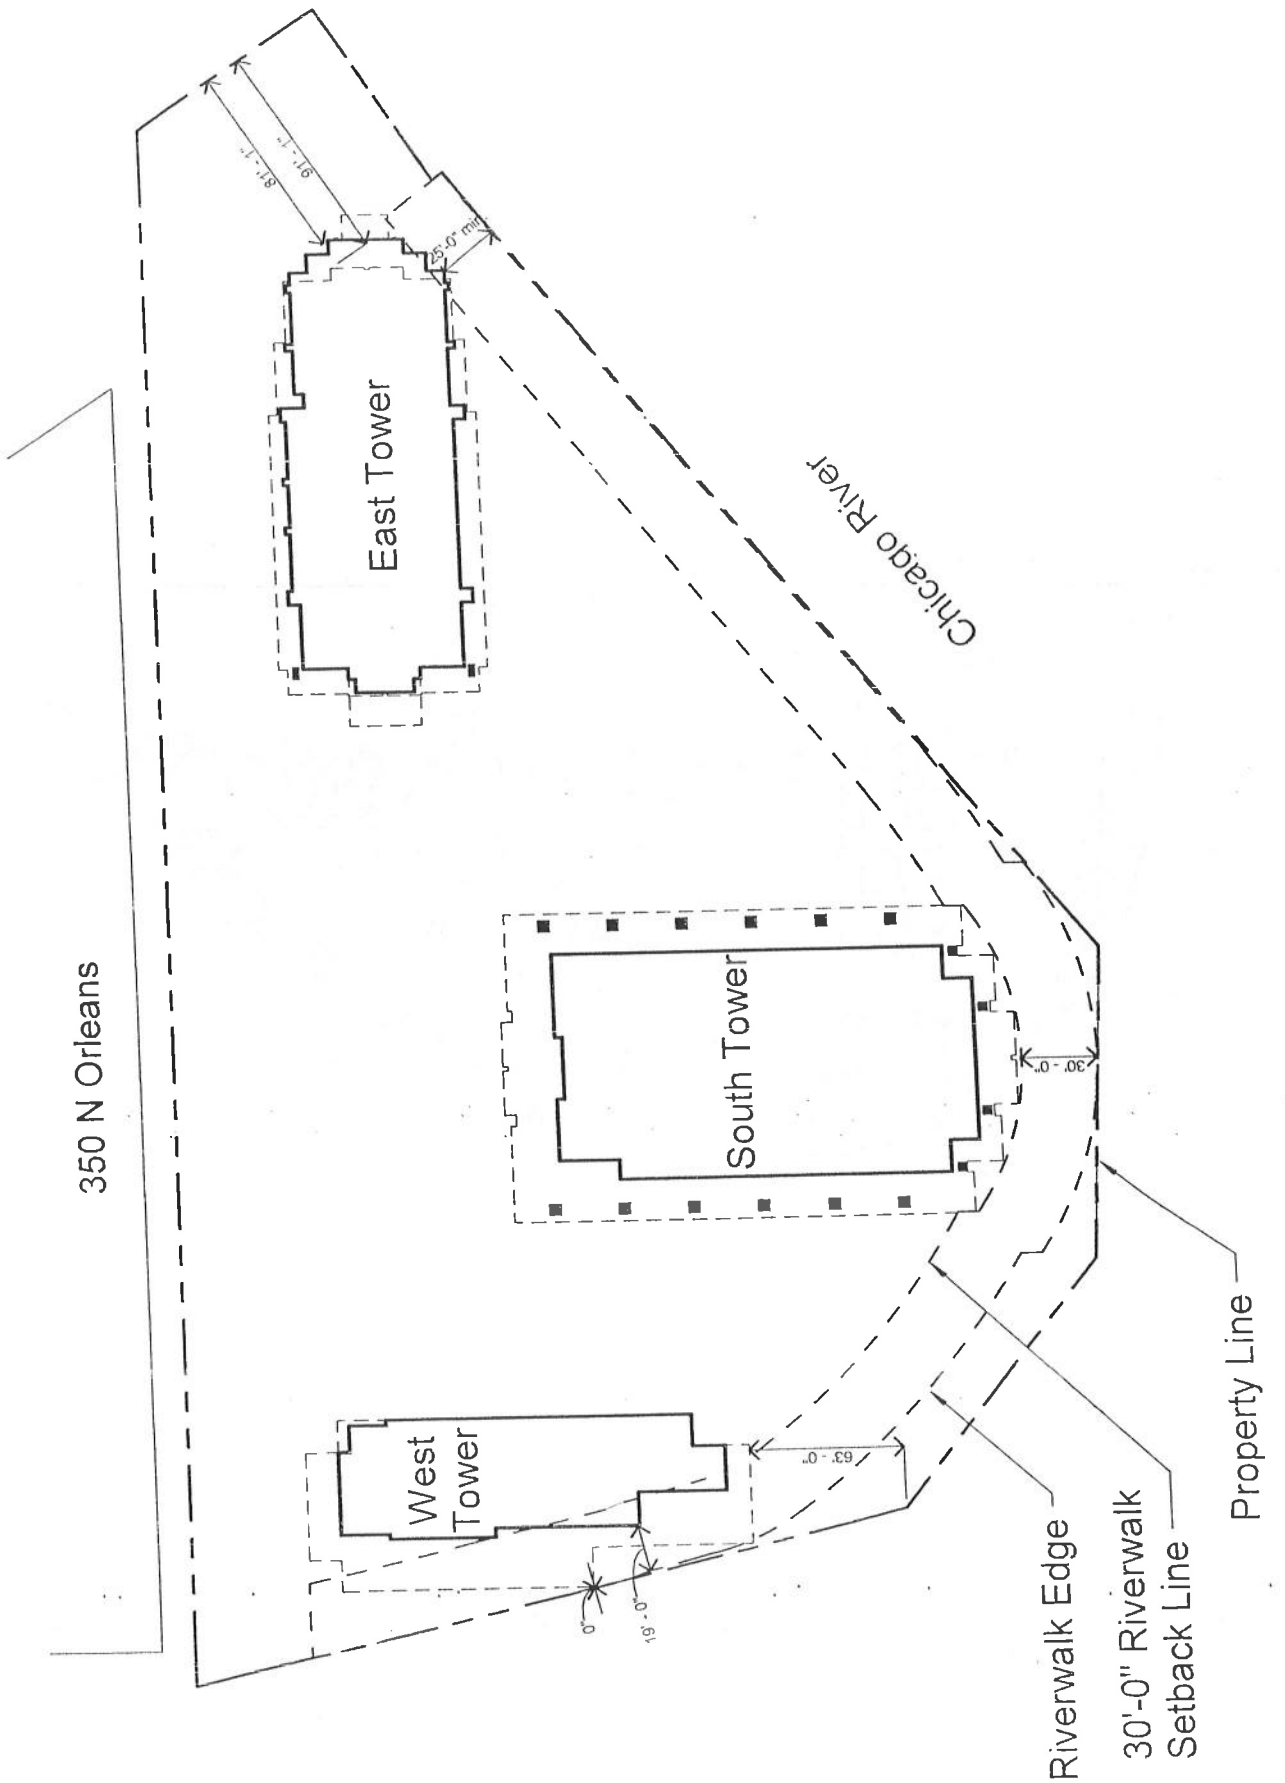 350 N Orleans
81' - 1"
91' - 1"
25'-0" min.
East Tower
Chicago River
South Tower
30' - 0"
West
Tower
63' - 0"
0"
19' - 0"
Riverwalk Edge
30'-0" Riverwalk
Setback Line
Property Line